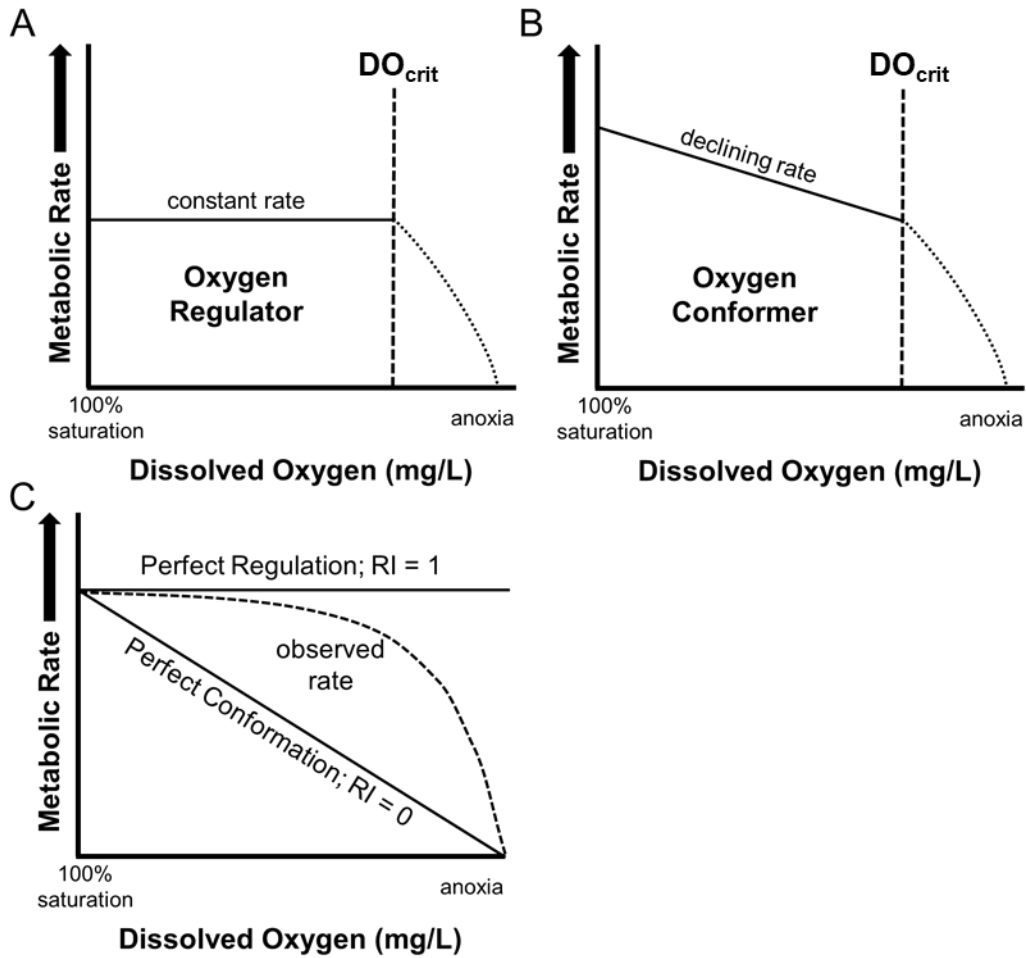 A
Metabolic Rate
DOcrit
constant rate
Oxygen
Regulator
100%
saturation
anoxia
Dissolved Oxygen (mg/L)
B
Metabolic Rate
DOcrit
declining rate
Oxygen
Conformer
100%
saturation
anoxia
Dissolved Oxygen (mg/L)
C
Metabolic Rate
Perfect Regulation; RI = 1
observed
rate
Perfect Conformation; RI = 0
100%
saturation
anoxia
Dissolved Oxygen (mg/L)